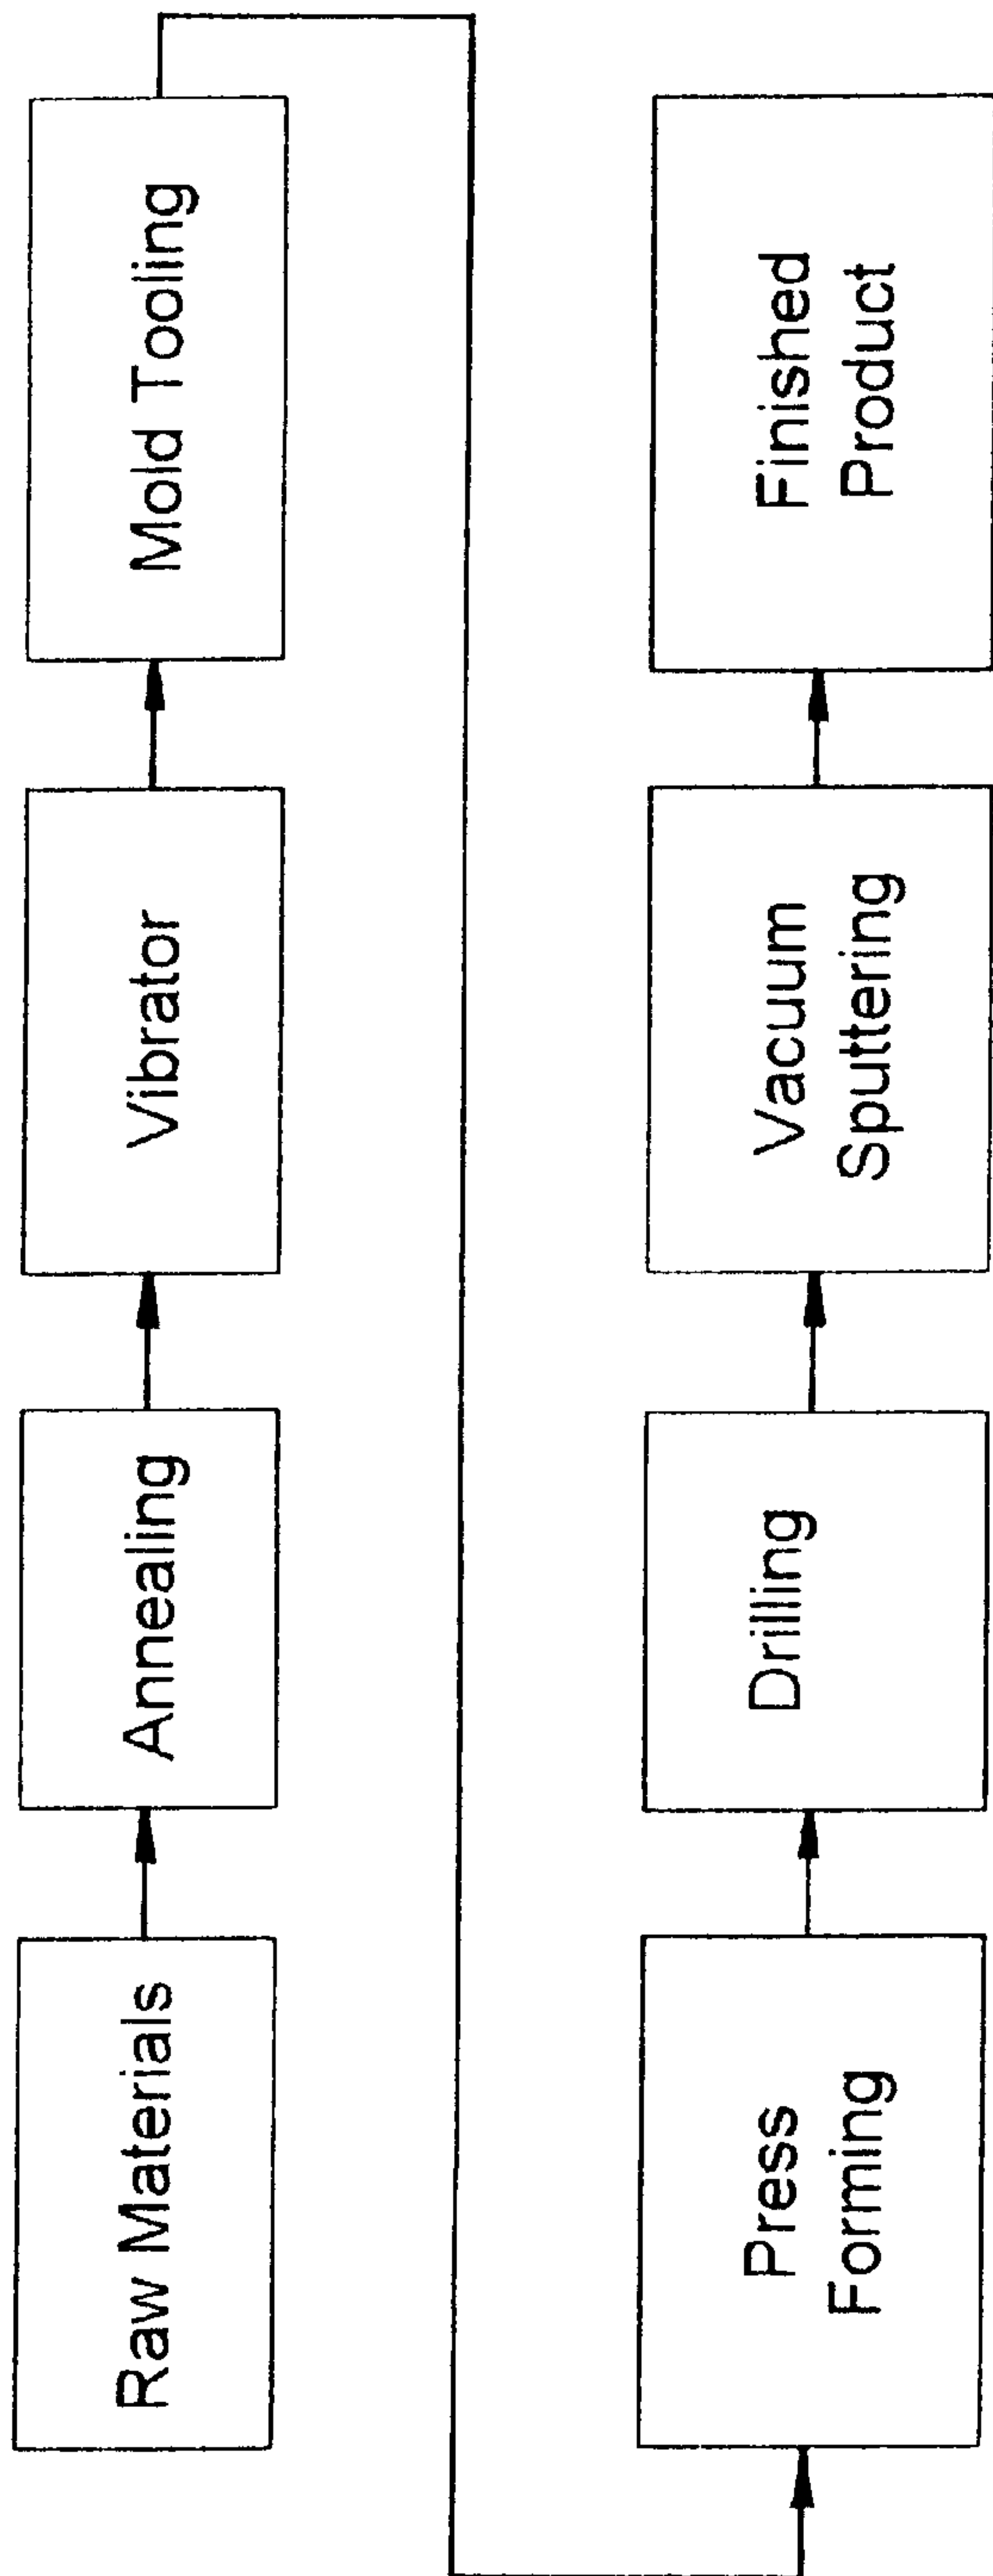 Raw Materials
Annealing
Vibrator
Mold Tooling
Press
Forming
Drilling
Vacuum
Sputtering
Finished
Product